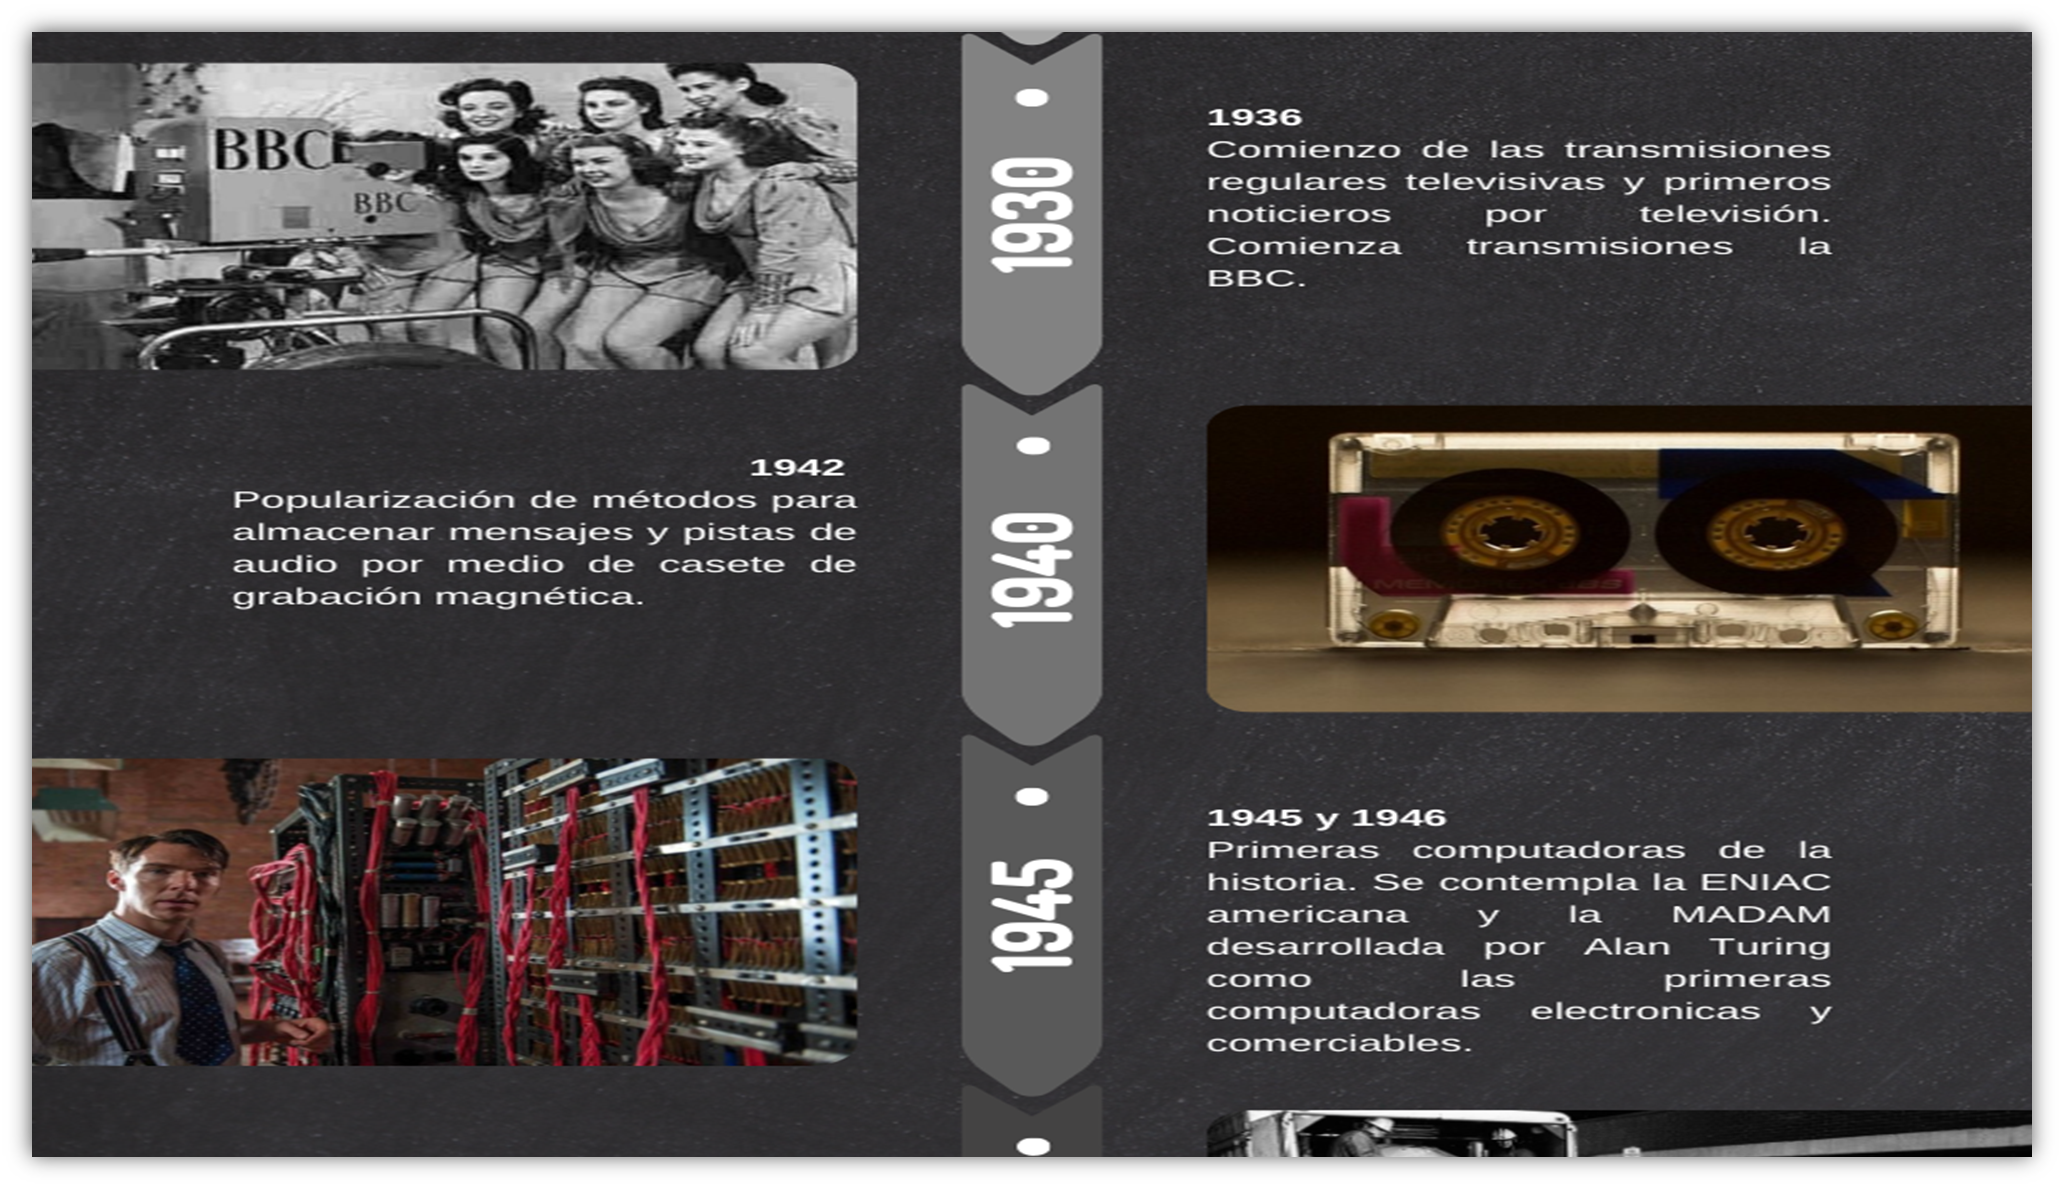 BBC
BBC
1930
1936
Comienzo de las transmisiones
regulares televisivas y primeros
noticieros por televisión.
Comienza transmisiones la
BBC.
1942
Popularización de métodos para
almacenar mensajes y pistas de
audio por medio de casete de
grabación magnética.
1940
1945
1945 y 1946
Primeras computadoras de la
historia. Se contempla la ENIAC
americana y la MADAM
desarrollada por Alan Turing
como las primeras
computadoras electronicas y
comerciables.